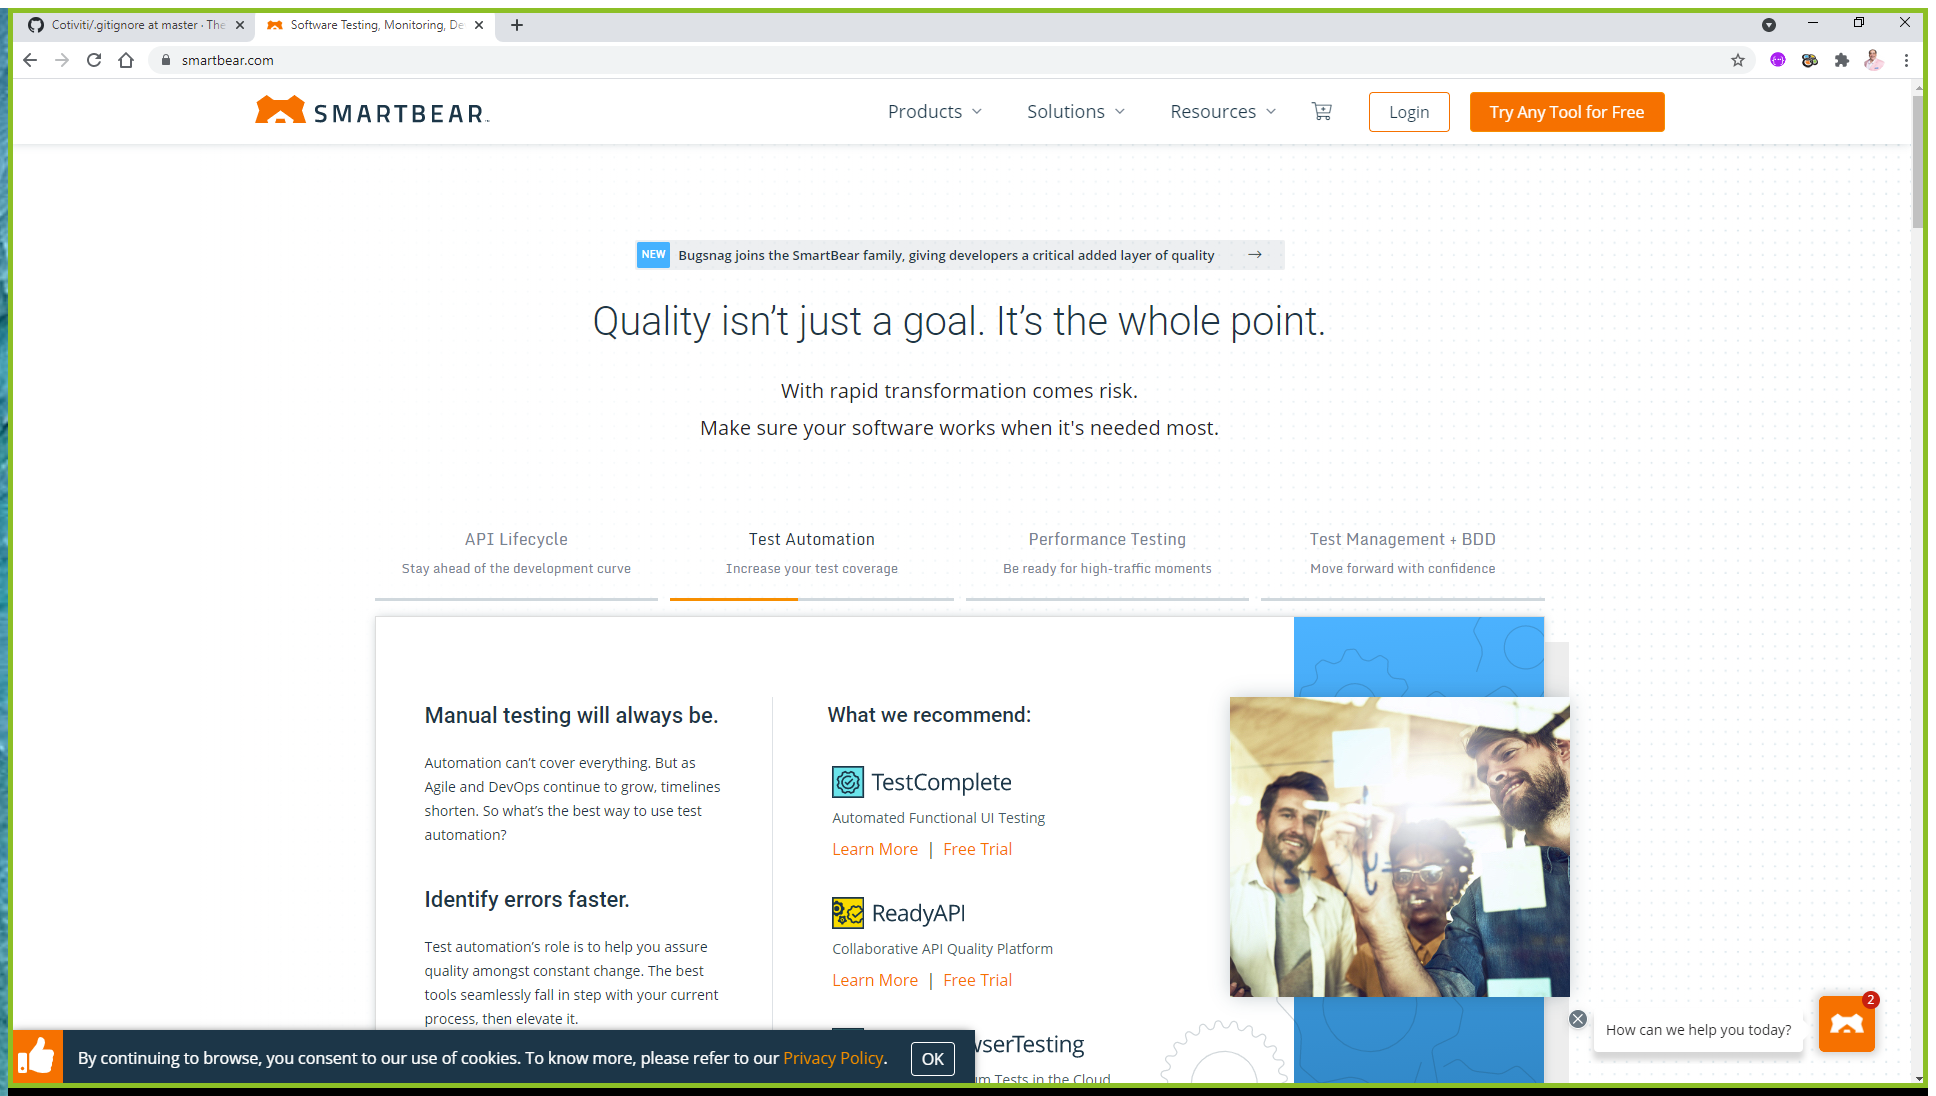 Cotiviti/.gitignore at master · The
Software Testing, Monitoring, De
smartbear.com
SMARTBEAR
Products
Solutions
Resources
Login
Try Any Tool for Free
NEW
Bugsnag joins the SmartBear family, giving developers a critical added layer of quality →
Quality isn’t just a goal. It’s the whole point.
With rapid transformation comes risk.
Make sure your software works when it's needed most.
API Lifecycle
Stay ahead of the development curve
Test Automation
Increase your test coverage
Performance Testing
Be ready for high-traffic moments
Test Management + BDD
Move forward with confidence
Manual testing will always be.
Automation can’t cover everything. But as
Agile and DevOps continue to grow, timelines
shorten. So what’s the best way to use test
automation?
Identify errors faster.
Test automation’s role is to help you assure
quality amongst constant change. The best
tools seamlessly fall in step with your current
process, then elevate it.
What we recommend:
TestComplete
Automated Functional UI Testing
Learn More | Free Trial
ReadyAPI
Collaborative API Quality Platform
Learn More | Free Trial
wserTesting
m Tests in the Cloud
By continuing to browse, you consent to our use of cookies. To know more, please refer to our Privacy Policy.
OK
How can we help you today?
2